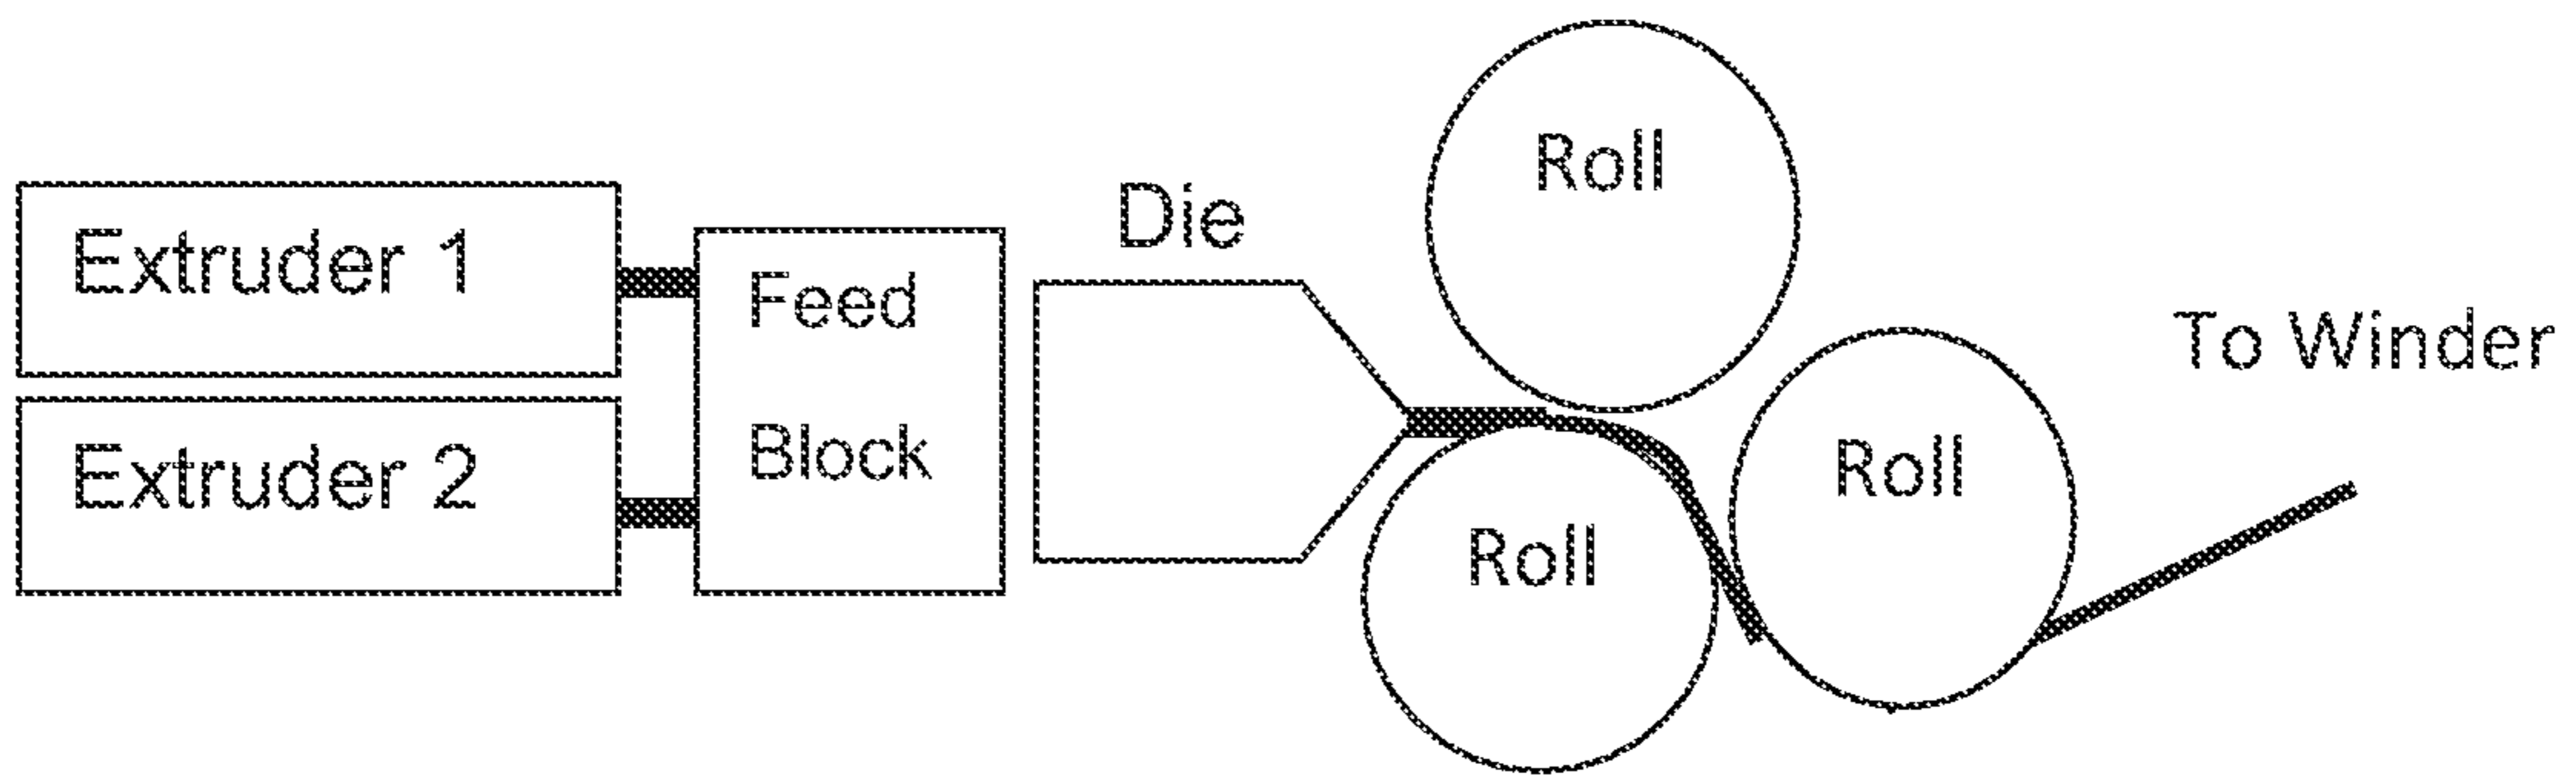 Extruder 1
Extruder 2
Feed
Block
Die
Roll
Roll
Roll
To Winder